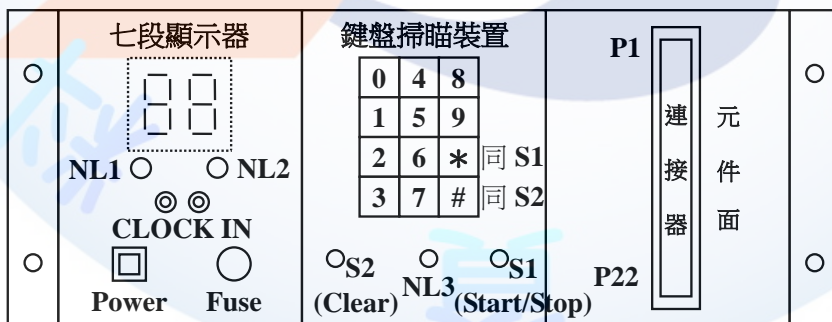 七段顯示器
88
NL1 NL2
CLOCK IN
Power Fuse
鍵盤掃瞄裝置
0 4 8
1 5 9
2 6 * 同 S1
3 7 # 同 S2
S2 NL3 S1
(Clear) (Start/Stop)
P1
連接器
元件面
P22